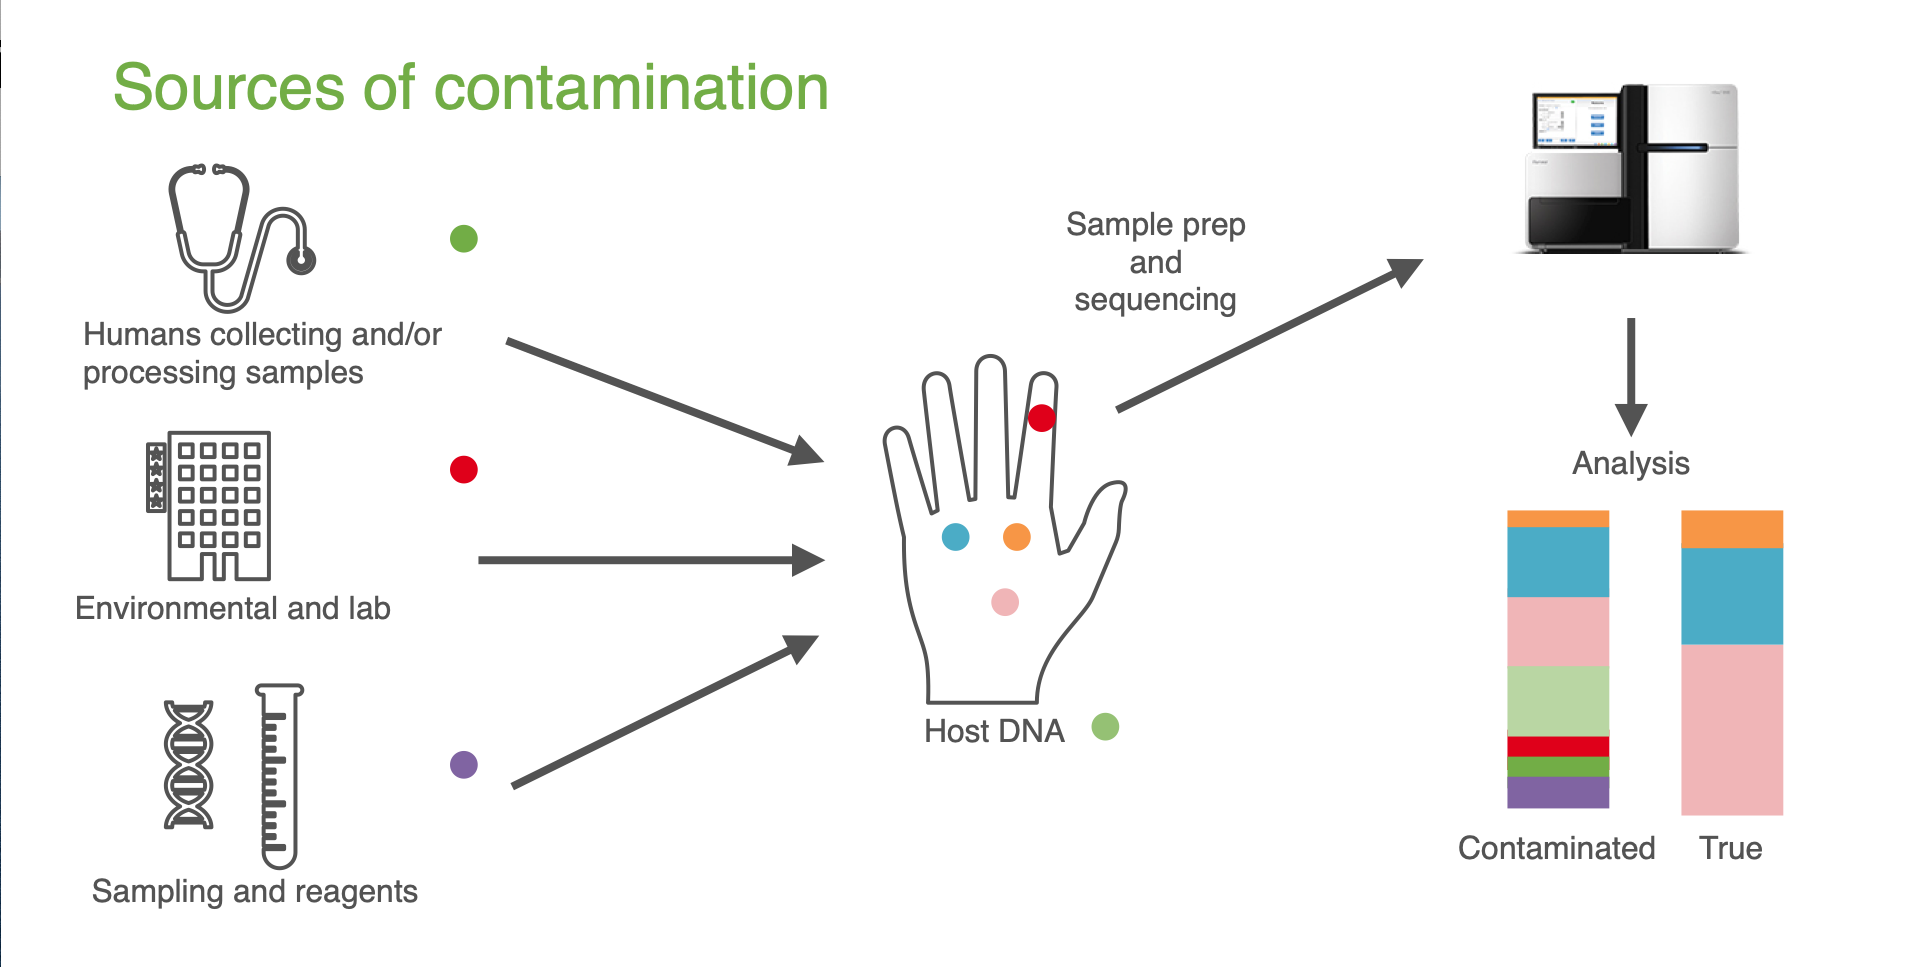 Sources of contamination
Humans collecting and/or
processing samples
Environmental and lab
Sampling and reagents
Host DNA
Sample prep
and
sequencing
Analysis
Contaminated
True